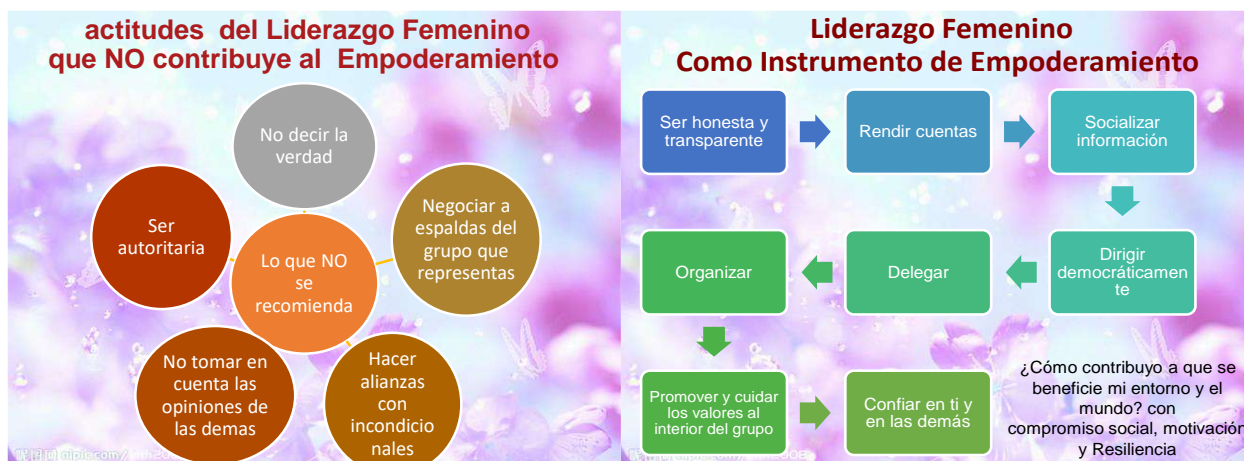 actitudes del Liderazgo Femenino
que NO contribuye al Empoderamiento
No decir la
verdad
Negociar a
espaldas del
grupo que
representas
Hacer
alianzas
con
incondicio
nales
No tomar en
cuenta las
opiniones de
las demas
Ser
autoritaria
Lo que NO
se
recomienda
Liderazgo Femenino
Como Instrumento de Empoderamiento
Ser honesta y
transparente
Rendir cuentas
Socializar
información
Dirigir
democráticamen
te
Delegar
Organizar
Promover y cuidar
los valores al
interior del grupo
Confiar en ti y
en las demás
¿Cómo contribuyo a que se
beneficie mi entorno y el
mundo? con
compromiso social, motivación
y Resiliencia